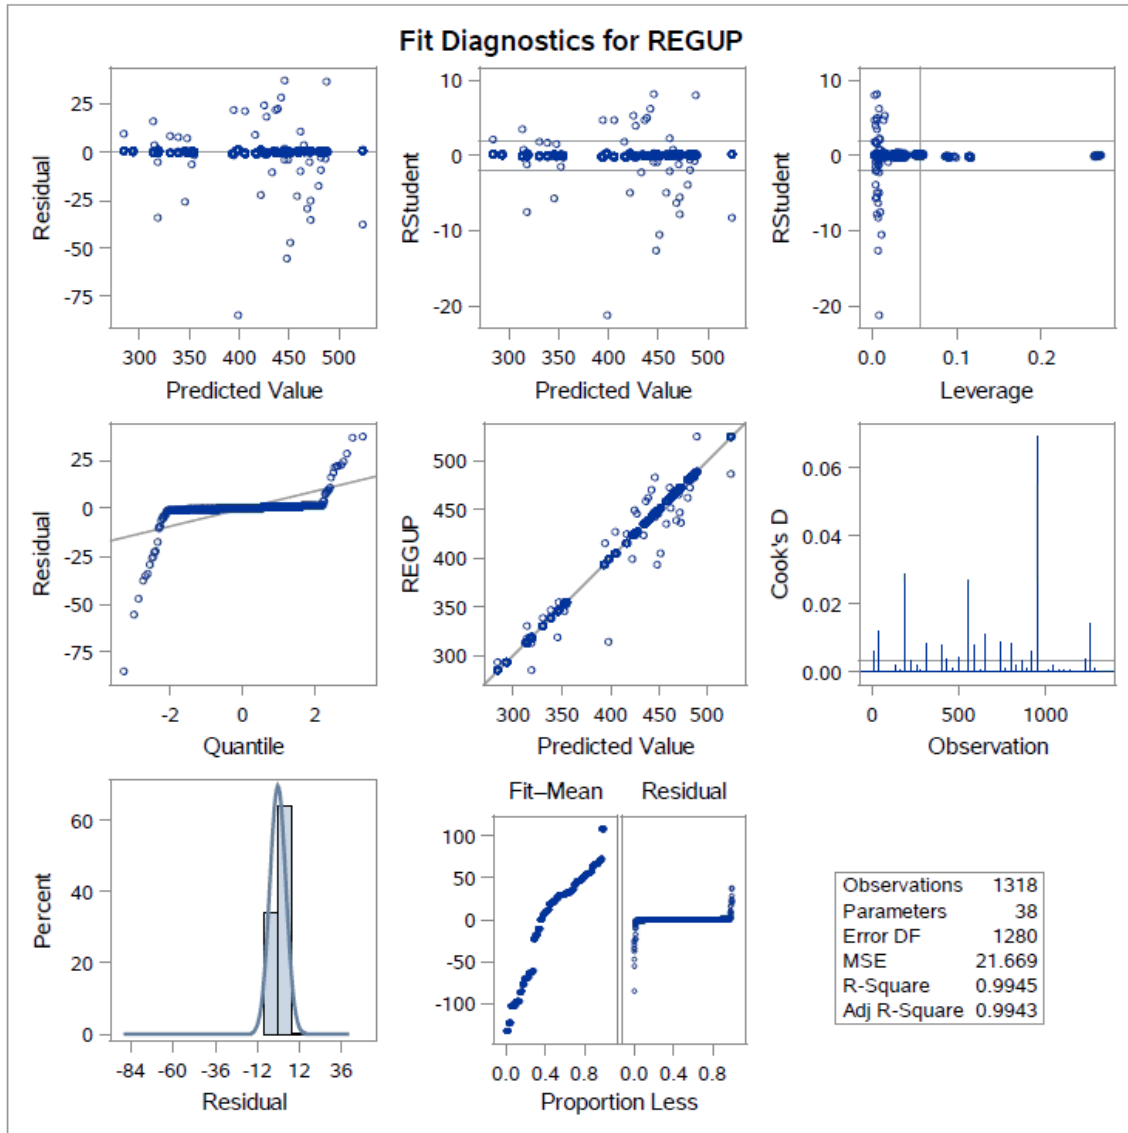 Fit Diagnostics for REGUP
25
0
-25
-50
-75
Residual
300 350 400 450 500
Predicted Value
10
0
-10
-20
RStudent
300 350 400 450 500
Predicted Value
10
0
-10
-20
RStudent
0.0 0.1 0.2
Leverage
25
0
-25
-50
-75
Residual
-2 0 2
Quantile
500
450
400
350
300
REGUP
300 350 400 450 500
Predicted Value
0.06
0.04
0.02
0.00
Cook's D
0 500 1000
Observation
60
40
20
0
Percent
-84 -60 -36 -12 12 36
Residual
Fit–Mean Residual
100
50
0
-50
-100
0.0 0.4 0.8 0.0 0.8
Proportion Less
Observations 1318
Parameters 38
Error DF 1280
MSE 21.669
R-Square 0.9945
Adj R-Square 0.9943